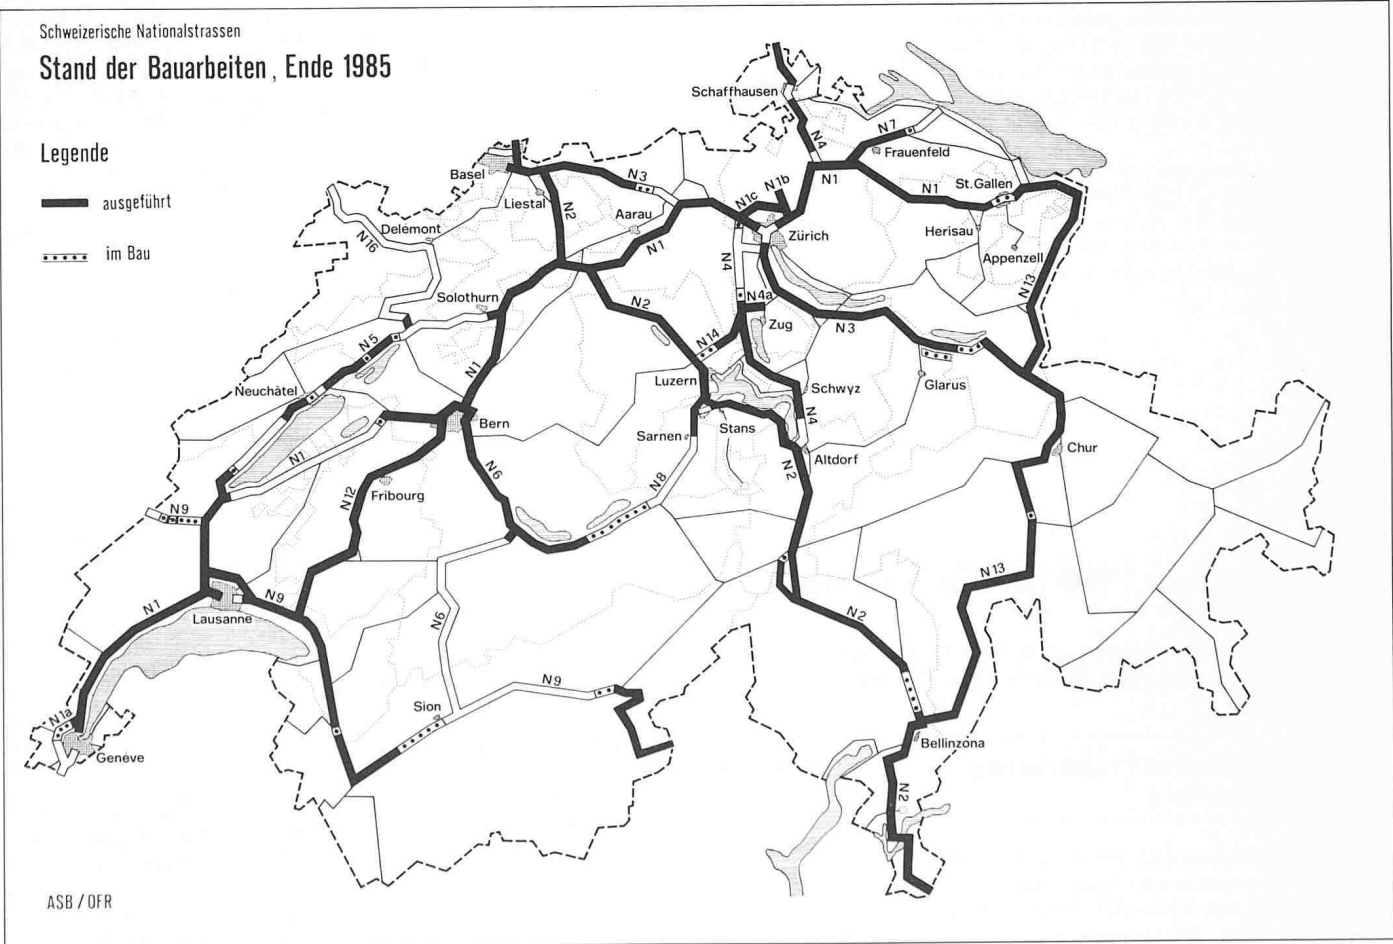 Schweizerische Nationalstrassen
Stand der Bauarbeiten, Ende 1985
Legende
ausgeführt
im Bau
Schaffhausen
N4
N7
Frauenfeld
Basel
N3
N1b
N1
St.Gallen
N1c
N1
Liestal
N2
Aarau
Delémont
N16
N1
Zürich
Herisau
Appenzell
N4
N13
Solothurn
N2
N4a
Zug
N3
N5
N14
N1
Luzern
Schwyz
Glarus
Neuchâtel
Bern
Stans
N4
Sarnen
Altdorf
Chur
N1
N6
N2
N12
Fribourg
N8
N9
N13
N1
N9
N2
Lausanne
N6
N9
Sion
N1a
Bellinzona
Genève
N2
ASB / OFR